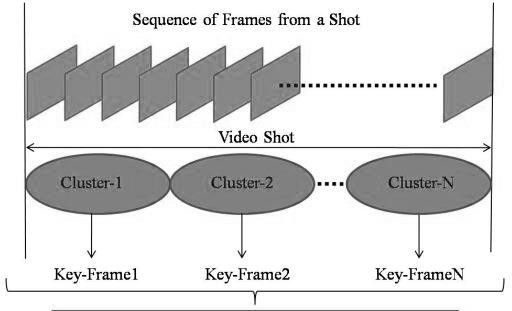 Sequence of Frames from a Shot
Video Shot
Cluster-1 Cluster-2 Cluster-N
Key-Frame1 Key-Frame2 Key-FrameN